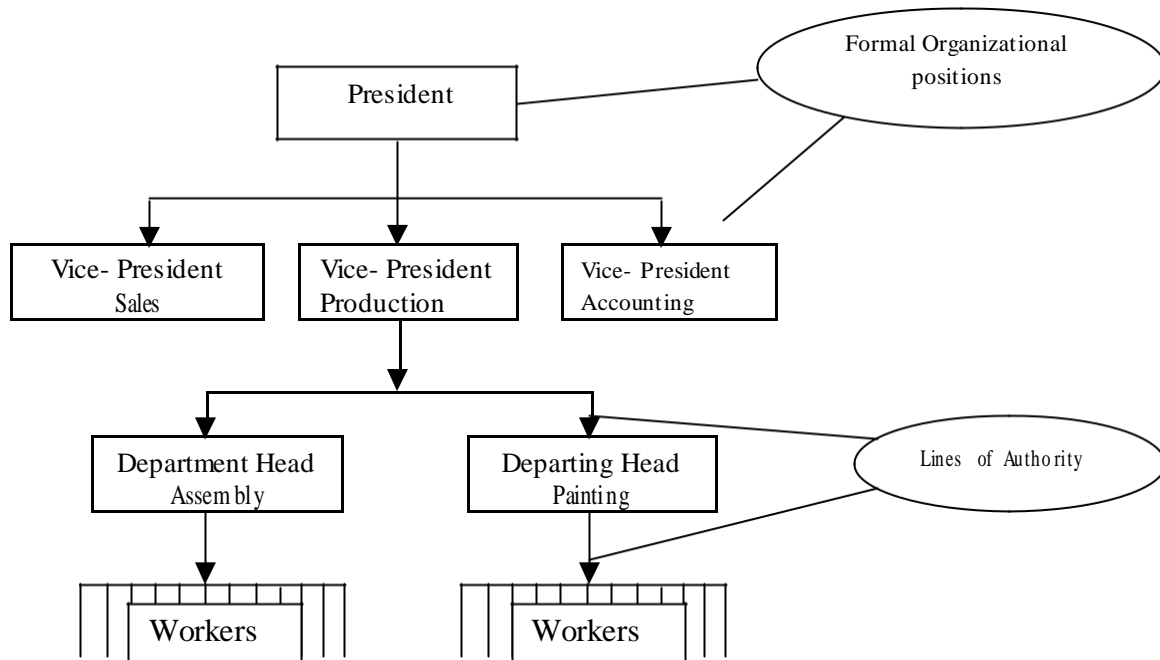 Formal Organizational
positions
President
Vice- President
Sales
Vice- President
Production
Vice- President
Accounting
Department Head
Assembly
Departing Head
Painting
Lines of Authority
Workers
Workers